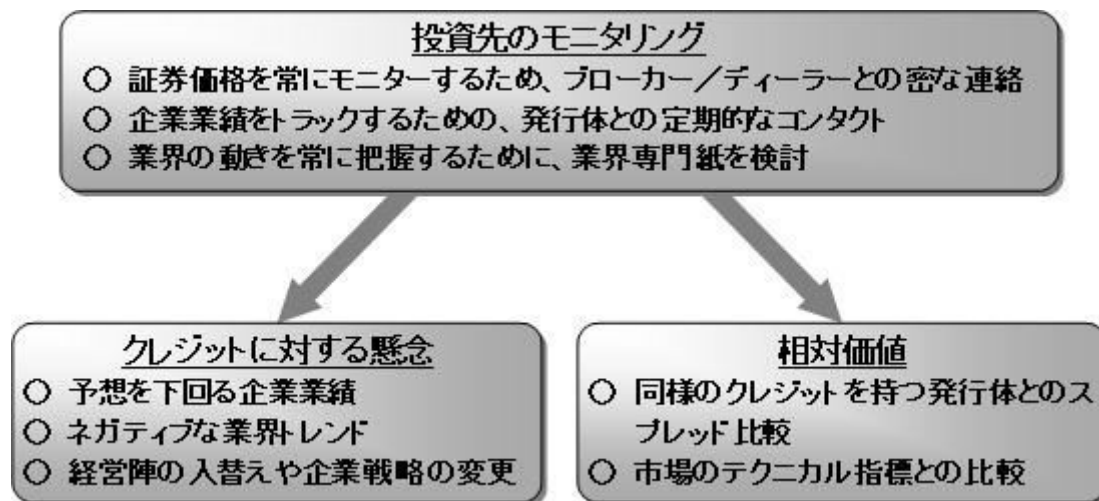 投資先のモニタリング
○ 証券価格を常にモニターするため、ブローカー／ディーラーとの密な連絡
○ 企業業績をトラックするための、発行体との定期的なコンタクト
○ 業界の動きを常に把握するために、業界専門紙を検討
クレジットに対する懸念
○ 予想を下回る企業業績
○ ネガティブな業界トレンド
○ 経営陣の入替えや企業戦略の変更
相対価値
○ 同様のクレジットを持つ発行体とのス
プレッド比較
○ 市場のテクニカル指標との比較